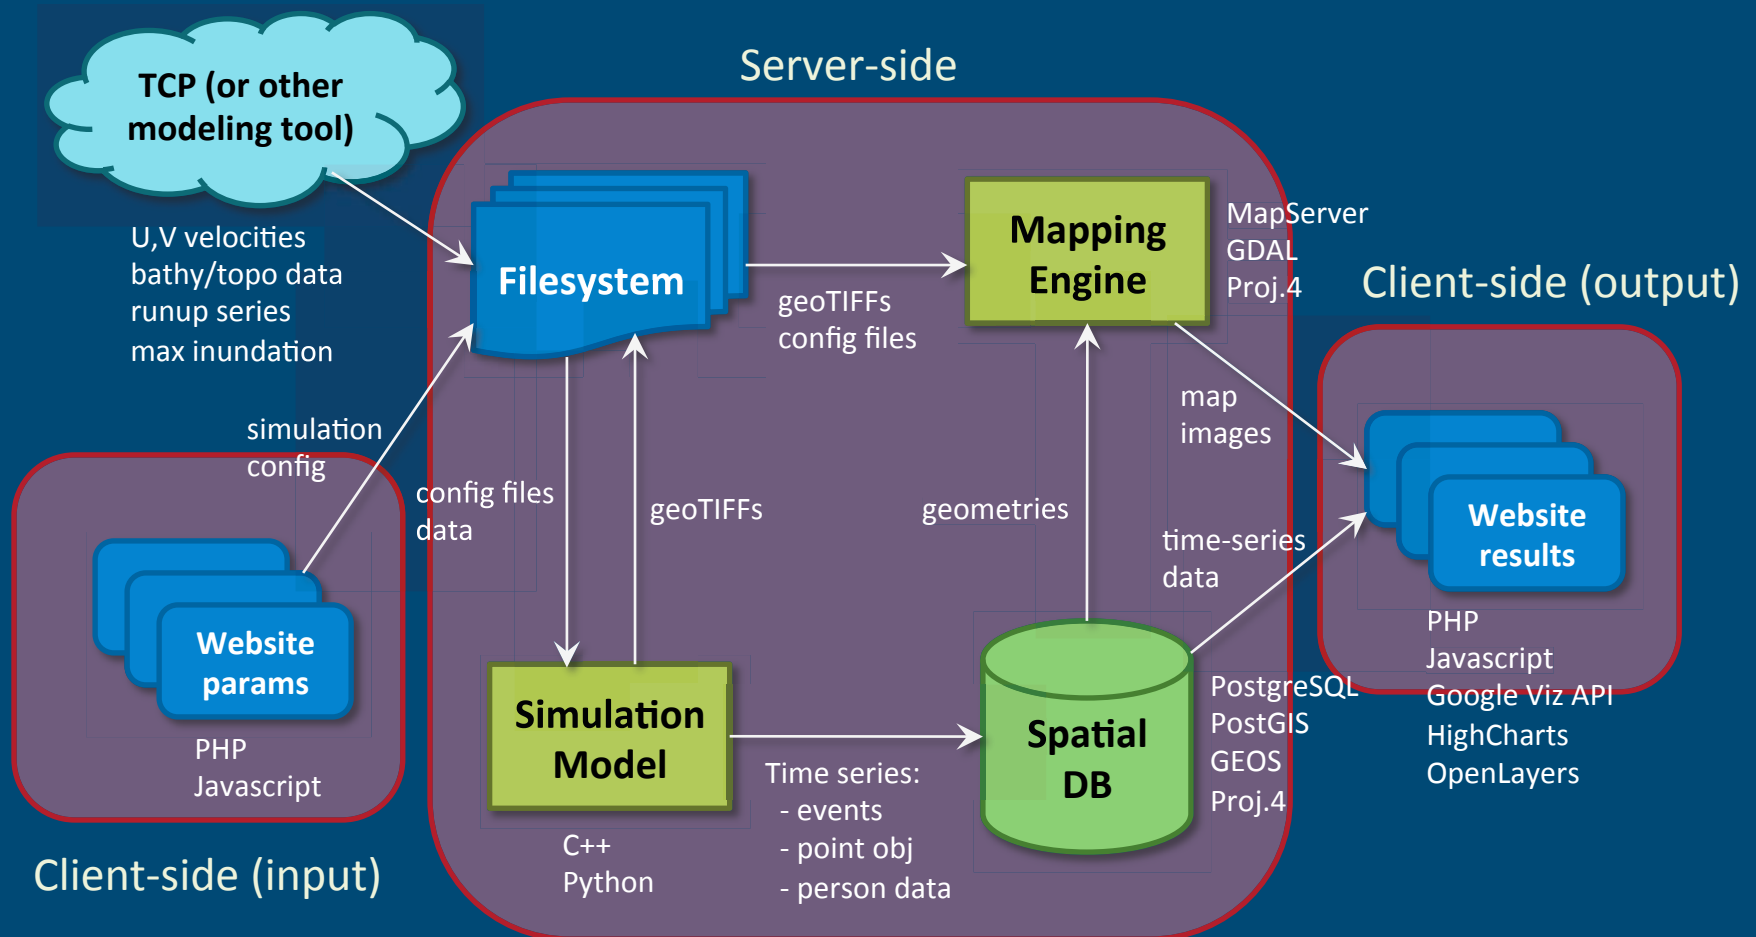 Server-side
TCP (or other
modeling tool)
U,V velocities
bathy/topo data
runup series
max inundation
Filesystem
geoTIFFs
config files
Mapping
Engine
MapServer
GDAL
Proj.4
Client-side (output)
simulation
config
config files
data
geoTIFFs
geometries
map
images
time-series
data
Website
results
PHP
Javascript
Google Viz API
HighCharts
OpenLayers
Website
params
PHP
Javascript
Client-side (input)
Simulation
Model
C++
Python
Time series:
- events
- point obj
- person data
Spatial
DB
PostgreSQL
PostGIS
GEOS
Proj.4